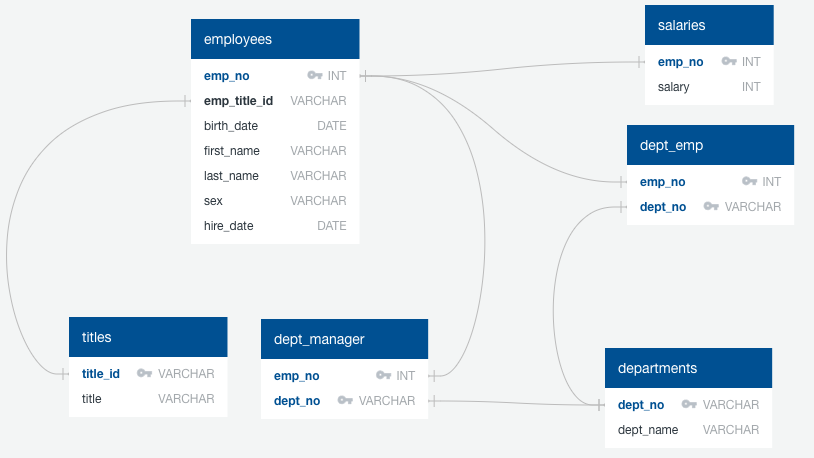 employees
emp_no INT
emp_title_id VARCHAR
birth_date DATE
first_name VARCHAR
last_name VARCHAR
sex VARCHAR
hire_date DATE
salaries
emp_no INT
salary INT
dept_emp
emp_no INT
dept_no VARCHAR
titles
title_id VARCHAR
title VARCHAR
dept_manager
emp_no INT
dept_no VARCHAR
departments
dept_no VARCHAR
dept_name VARCHAR